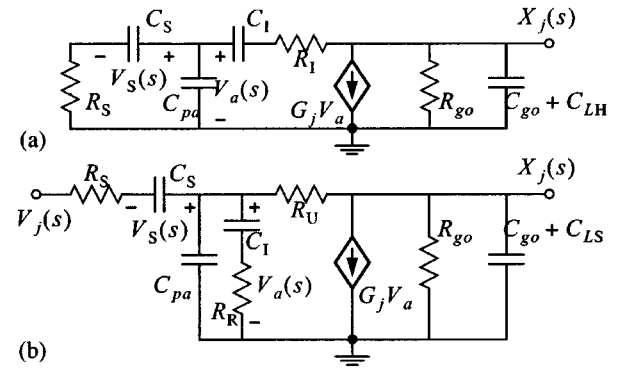 C_S C_I X_j(s)
− + + R_I
V_S(s) V_a(s)
R_S C_pa G_jV_a R_go C_go + C_LH
−
(a)
R_S C_S X_j(s)
− + + R_U
V_j(s) V_S(s) C_I R_go C_go + C_LS
C_pa V_a(s) G_jV_a
R_R −
(b)